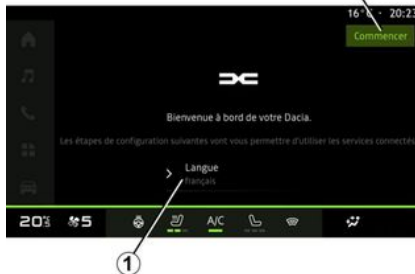 16°C - 20:23
Commencer
Bienvenue à bord de votre Dacia.
Les étapes de configuration suivantes vont vous permettre d'utiliser les services connectés
Langue
français
20⁵ 5 A/C
1